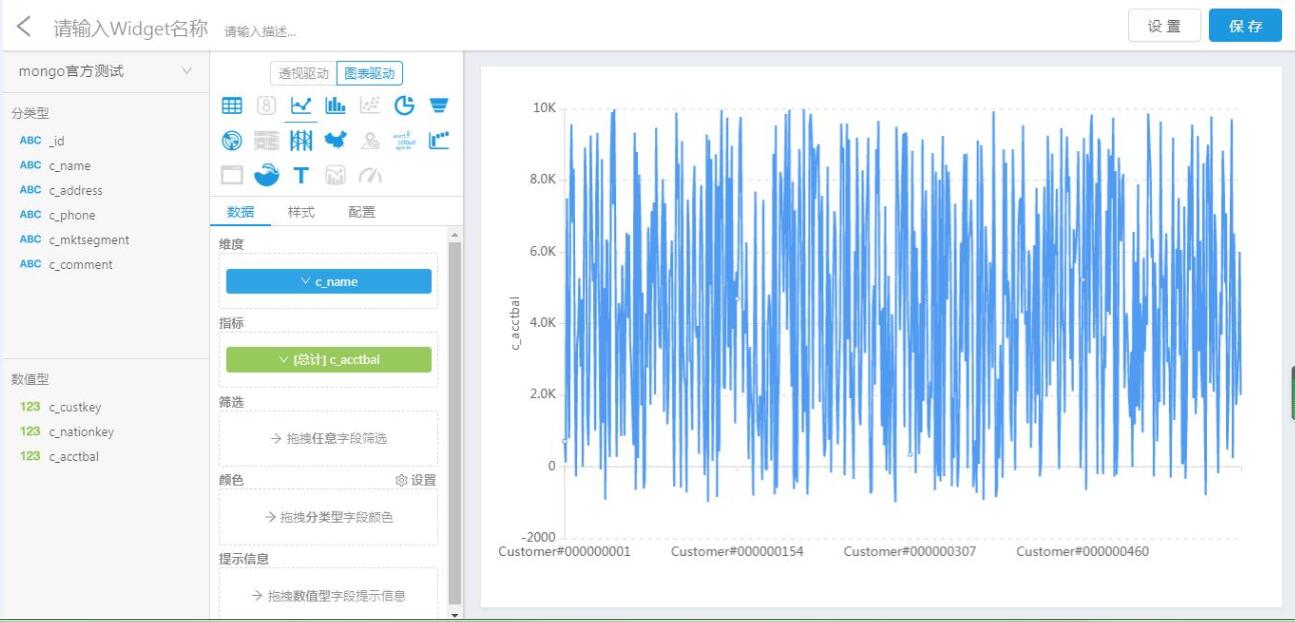 请输入Widget名称 请输入描述... 设置 保存
mongo官方测试
分类型
ABC _id
ABC c_name
ABC c_address
ABC c_phone
ABC c_mktsegment
ABC c_comment
数值型
123 c_custkey
123 c_nationkey
123 c_acctbal
透视驱动 图表驱动
8
T
数据 样式 配置
维度
c_name
指标
[总计] c_acctbal
筛选
拖拽任意字段筛选
颜色 设置
拖拽分类型字段颜色
提示信息
拖拽数值型字段提示信息
c_acctbal
10K
8.0K
6.0K
4.0K
2.0K
0
-2000
Customer#000000001 Customer#000000154 Customer#000000307 Customer#000000460